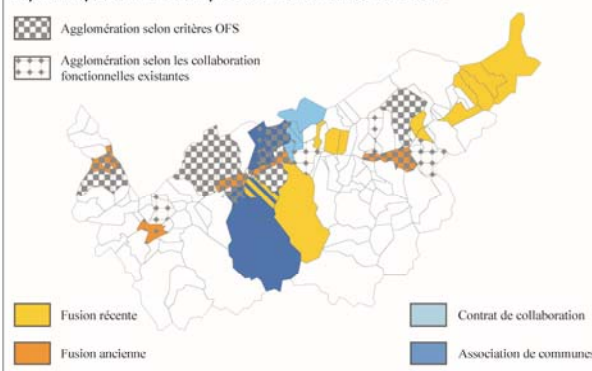 Agglomération selon critères OFS
Agglomération selon les collaboration
fonctionnelles existantes
Fusion récente
Contrat de collaboration
Fusion ancienne
Association de communes